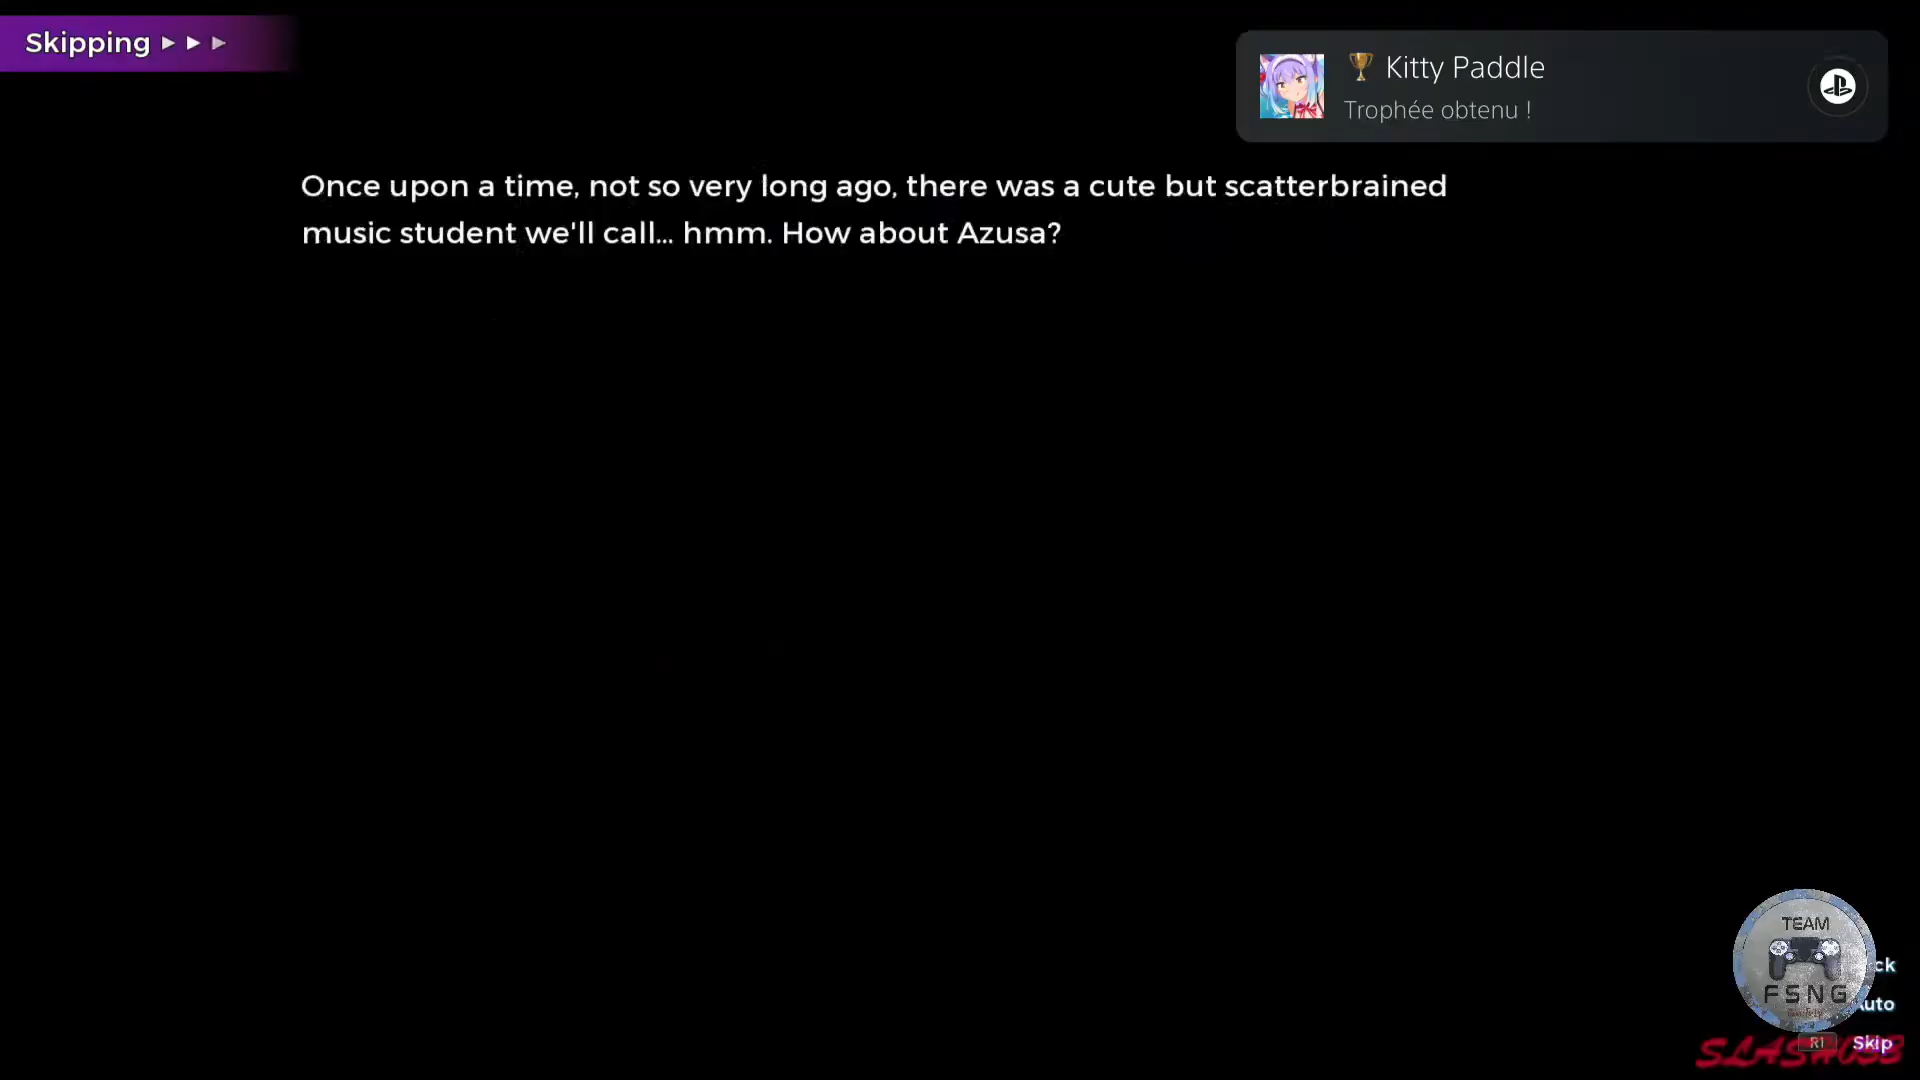 Skipping
Kitty Paddle
Trophée obtenu !
Once upon a time, not so very long ago, there was a cute but scatterbrained
music student we'll call... hmm. How about Azusa?
TEAM
FSNG
ck
Auto
R1 Skip